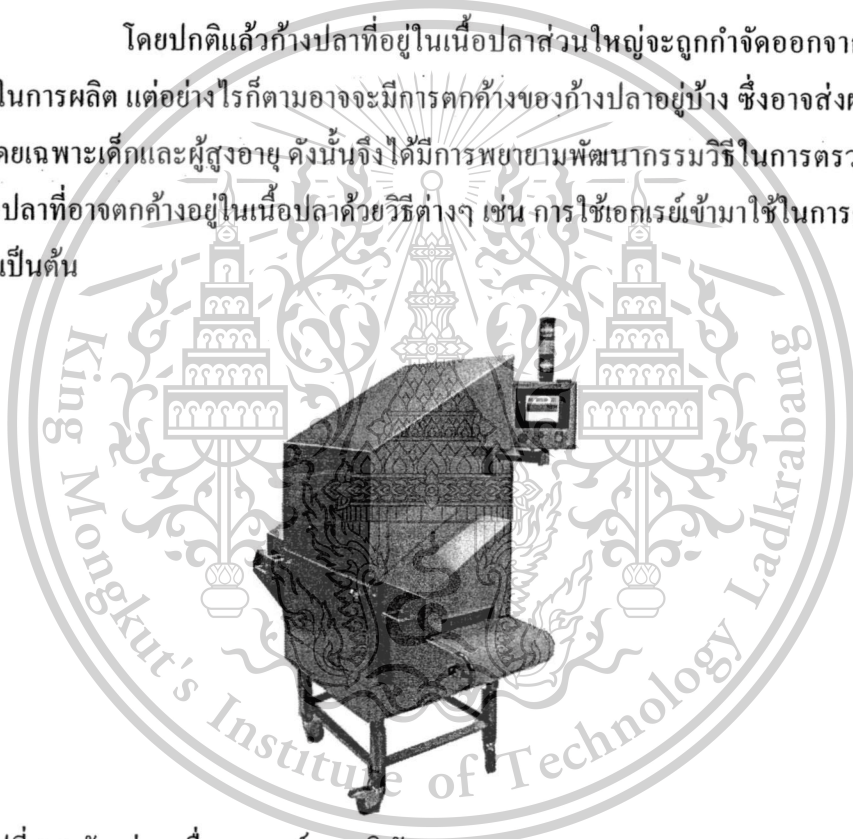 โดยปกติแล้วก้างปลาที่อยู่ในเนื้อปลาส่วนใหญ่จะถูกกำจัดออกจาก
ในการผลิต แต่อย่างไรก็ตามอาจจะมีการตกค้างของก้างปลาอยู่บ้าง ซึ่งอาจส่งผ
ดยเฉพาะเด็กและผู้สูงอายุ ดังนั้นจึงได้มีการพยายามพัฒนากรรมวิธีในการตรว
ปลาที่อาจตกค้างอยู่ในเนื้อปลาด้วยวิธีต่างๆ เช่น การใช้เอกเรย์เข้ามาใช้ในการ
เป็นต้น
King Mongkut's Institute of Technology Ladkrabang